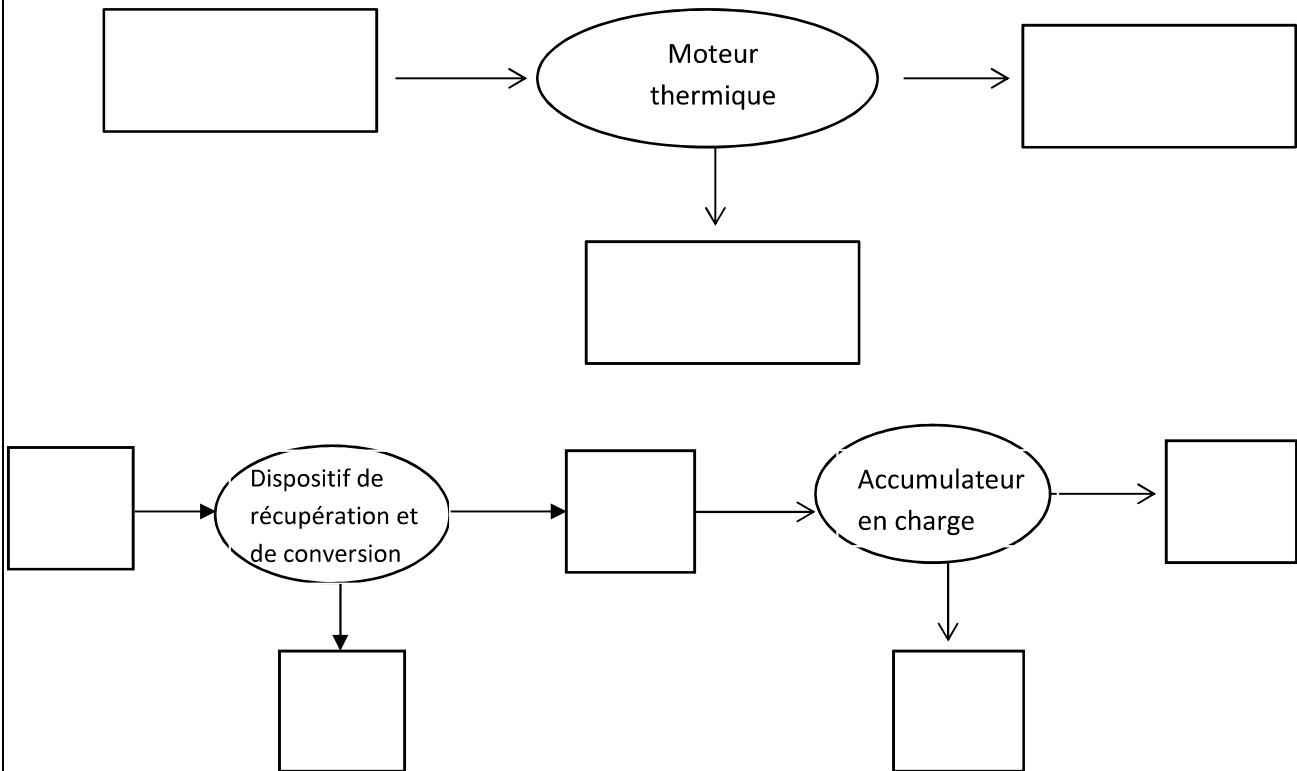 Moteur
thermique
Dispositif de
récupération et
de conversion
Accumulateur
en charge